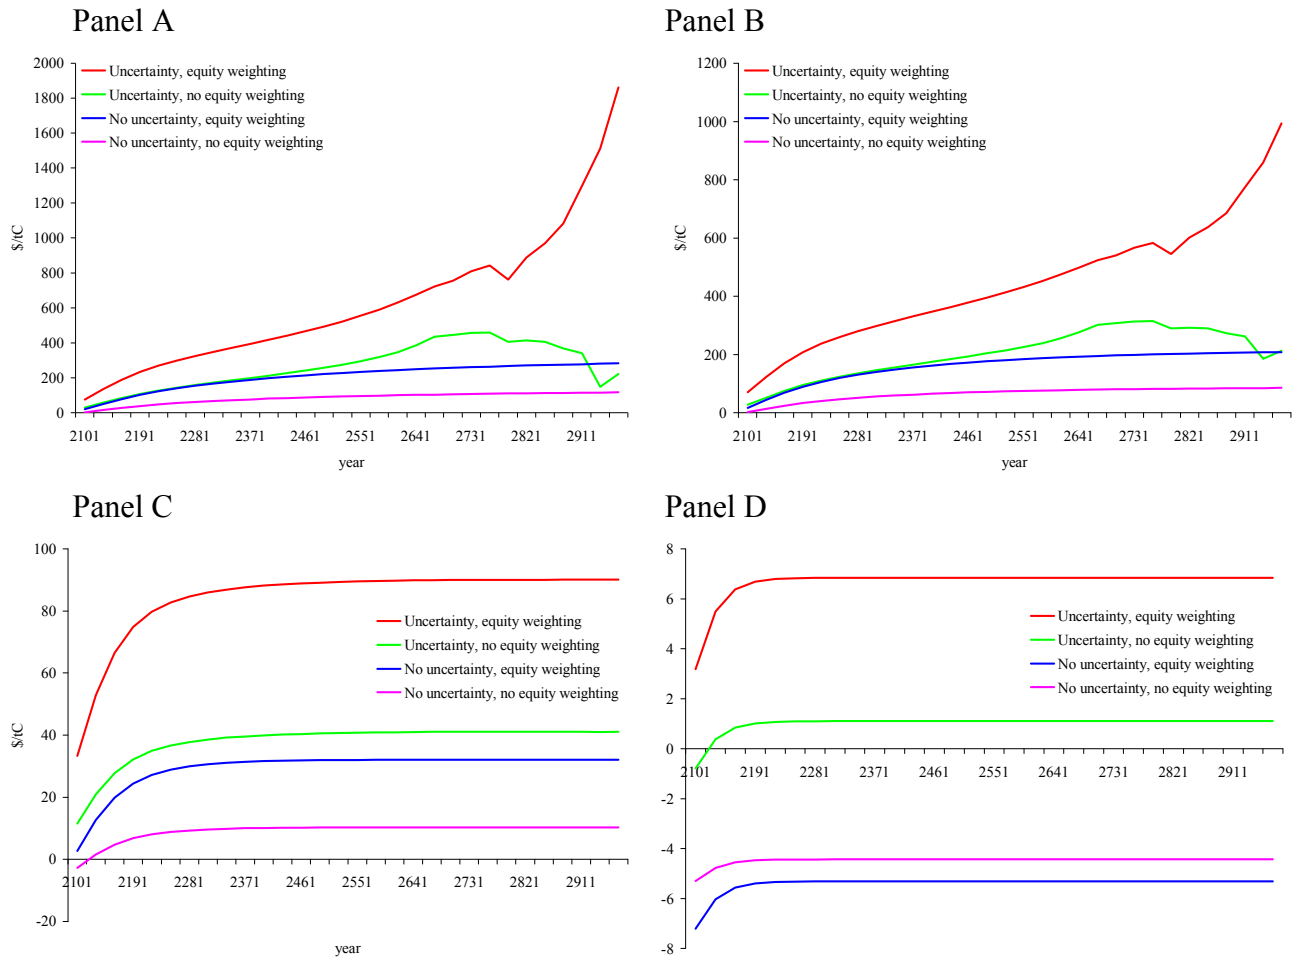 Panel A
2000
1800
1600
1400
1200
1000
800
600
400
200
0
$/tC
Uncertainty, equity weighting
Uncertainty, no equity weighting
No uncertainty, equity weighting
No uncertainty, no equity weighting
2101 2191 2281 2371 2461 2551 2641 2731 2821 2911
year
Panel B
1200
1000
800
600
400
200
0
$/tC
Uncertainty, equity weighting
Uncertainty, no equity weighting
No uncertainty, equity weighting
No uncertainty, no equity weighting
2101 2191 2281 2371 2461 2551 2641 2731 2821 2911
year
Panel C
100
80
60
40
20
0
-20
$/tC
Uncertainty, equity weighting
Uncertainty, no equity weighting
No uncertainty, equity weighting
No uncertainty, no equity weighting
2101 2191 2281 2371 2461 2551 2641 2731 2821 2911
year
Panel D
8
6
4
2
0
-2
-4
-6
-8
Uncertainty, equity weighting
Uncertainty, no equity weighting
No uncertainty, equity weighting
No uncertainty, no equity weighting
2101 2191 2281 2371 2461 2551 2641 2731 2821 2911